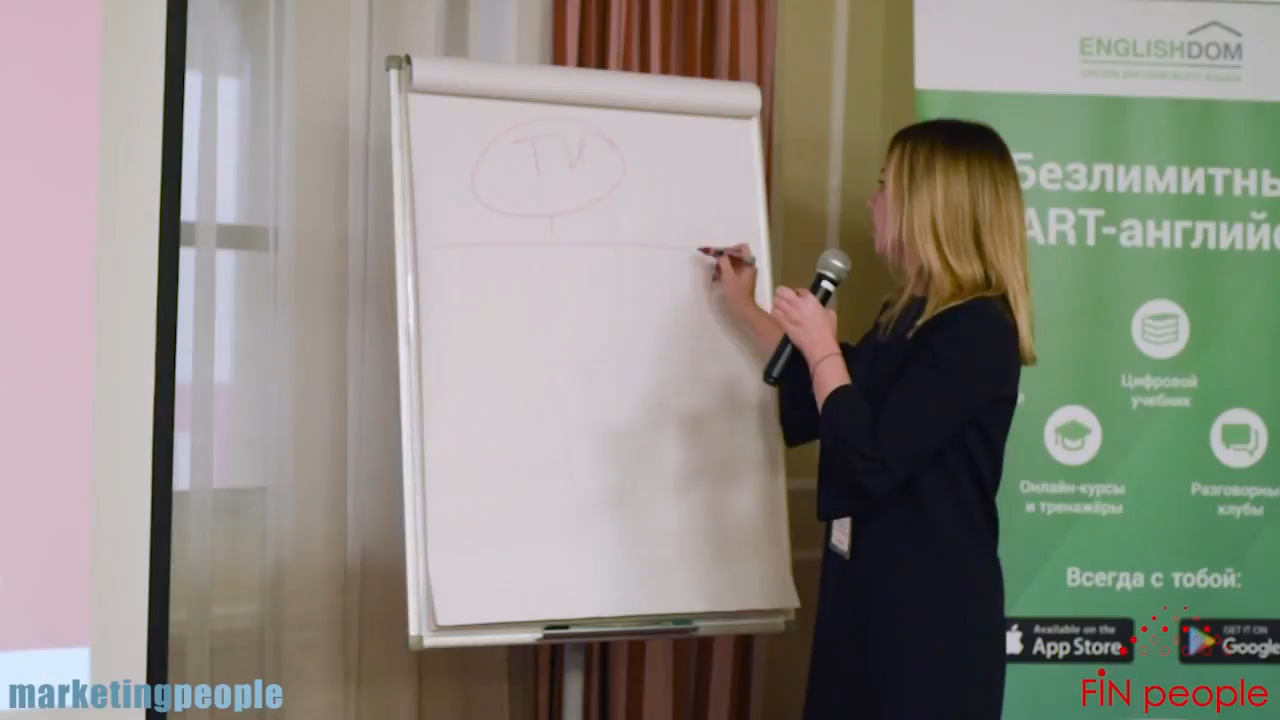 TV
ENGLISHDOM
Безлимитны
ART-англий
Цифровой
учебник
Онлайн-курсы
и тренажёры
Разговорны
клубы
Всегда с тобой:
Available on the
App Store
GET IT ON
Google
marketingpeople
FiN people